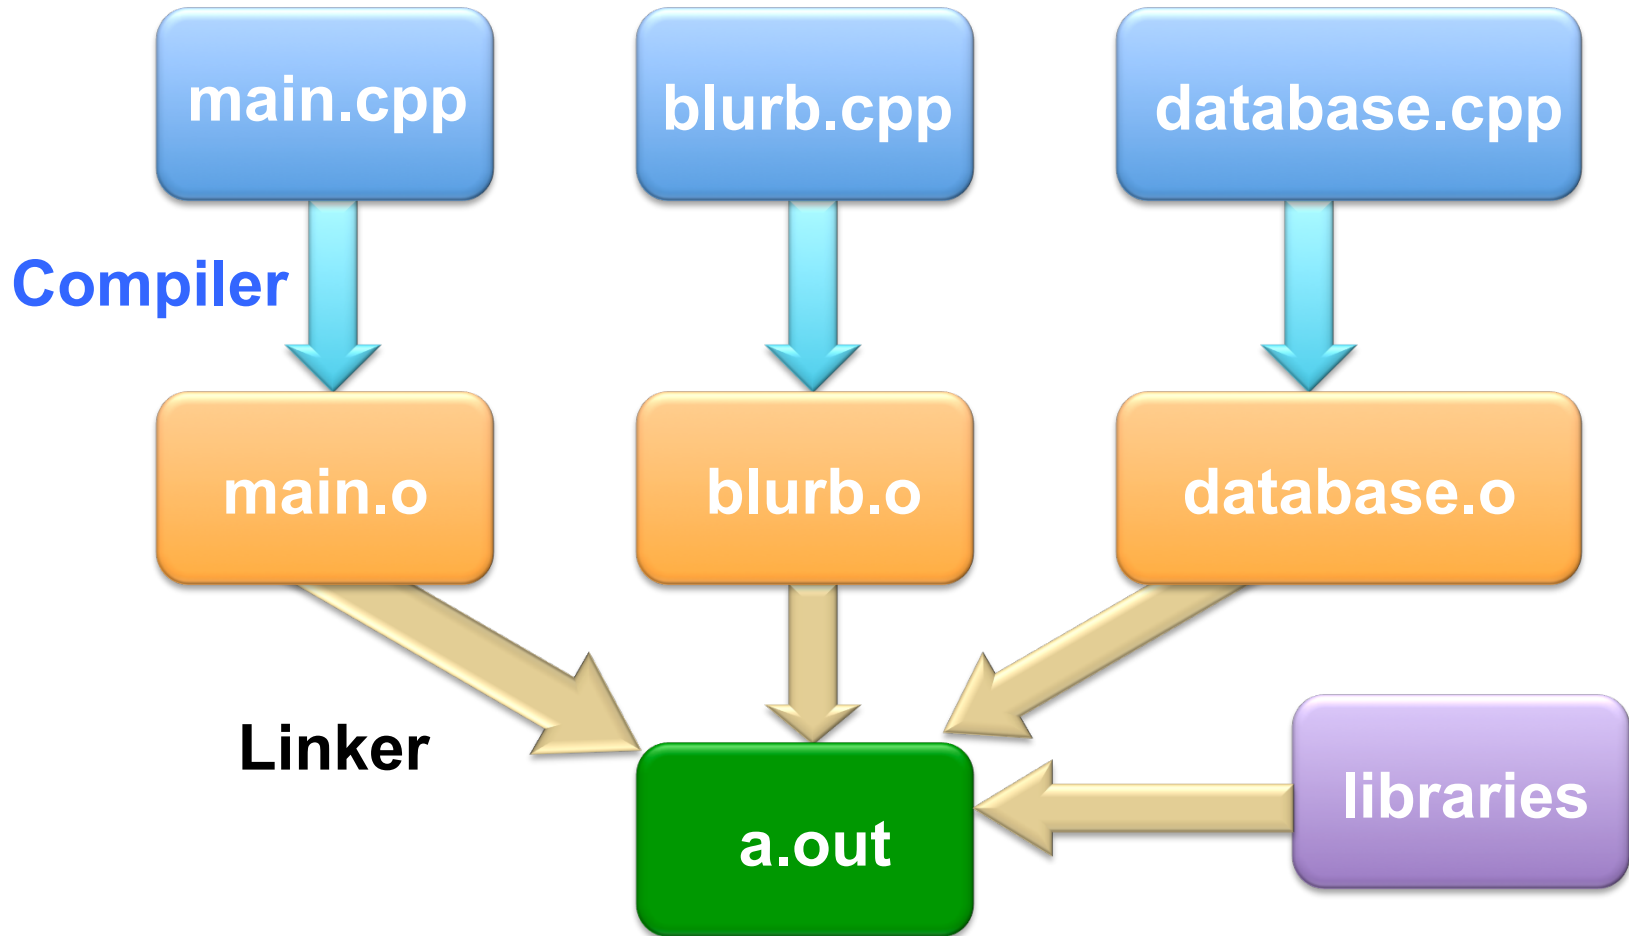 main.cpp
blurb.cpp
database.cpp
Compiler
main.o
blurb.o
database.o
Linker
libraries
a.out